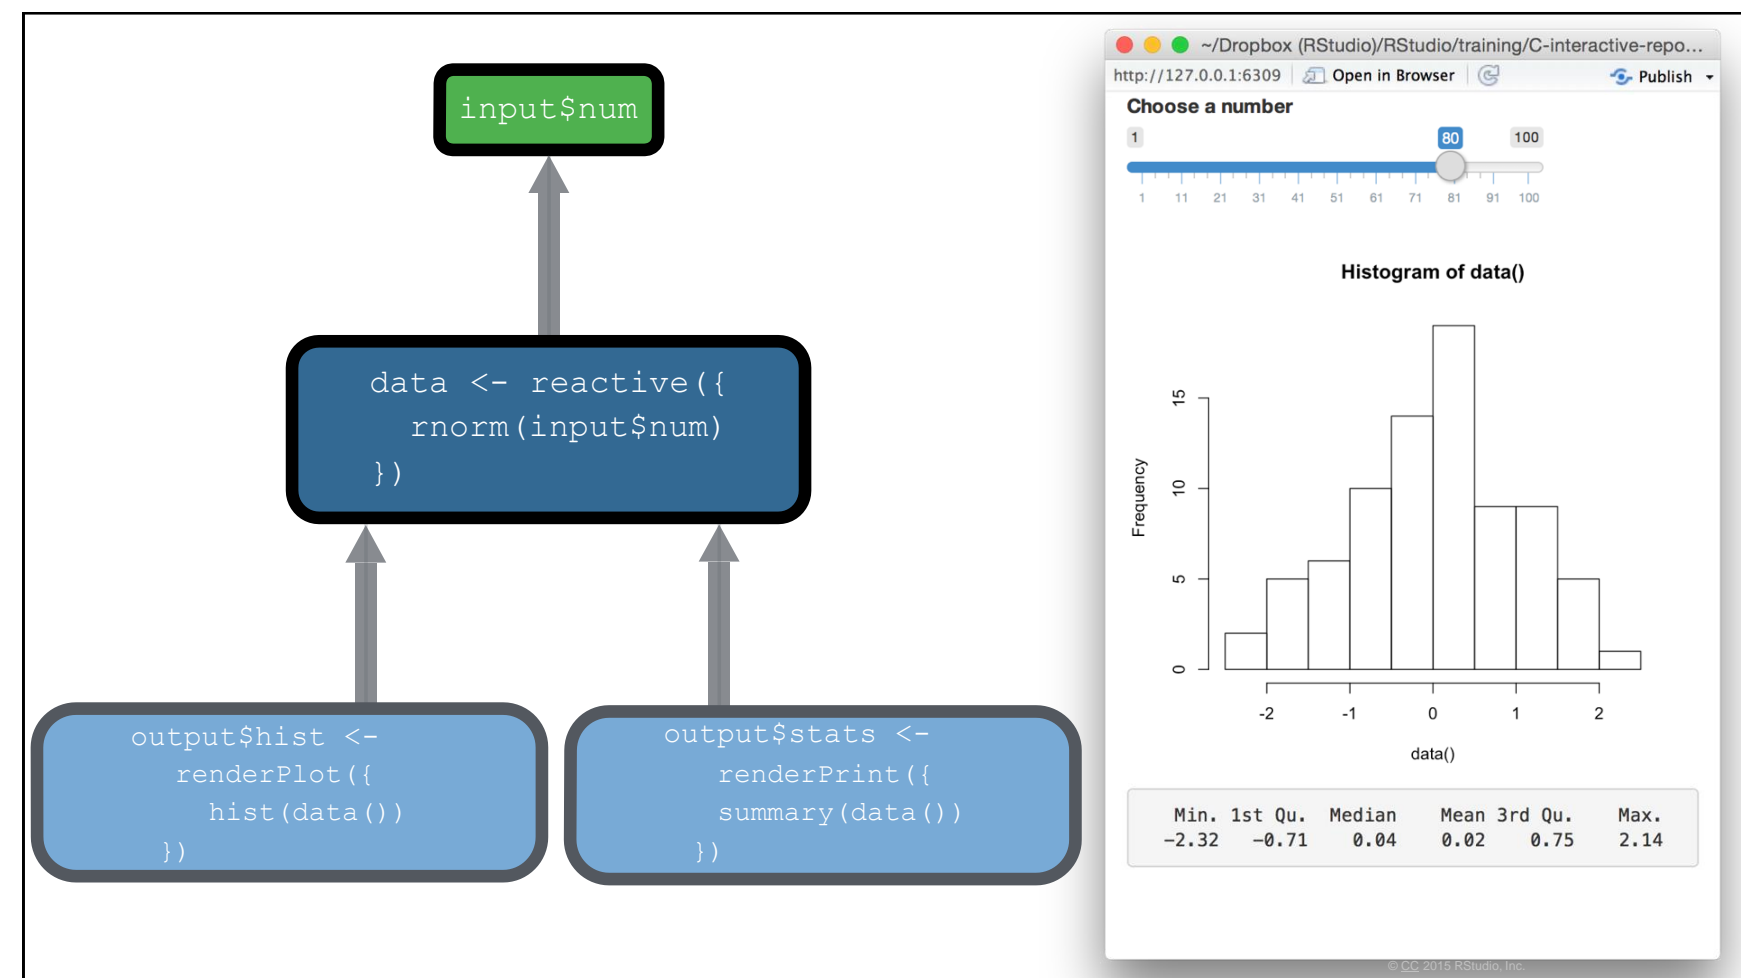 input$num
data <- reactive({
rnorm(input$num)
})
output$hist <-
renderPlot({
hist(data())
})
output$stats <-
renderPrint({
summary(data())
})
~/Dropbox (RStudio)/RStudio/training/C-interactive-repo...
http://127.0.0.1:6309 Open in Browser Publish
Choose a number
1 80 100
1 11 21 31 41 51 61 71 81 91 100
Histogram of data()
Frequency
15
10
5
0
-2 -1 0 1 2
data()
Min. 1st Qu. Median Mean 3rd Qu. Max.
-2.32 -0.71 0.04 0.02 0.75 2.14
© CC 2015 RStudio, Inc.